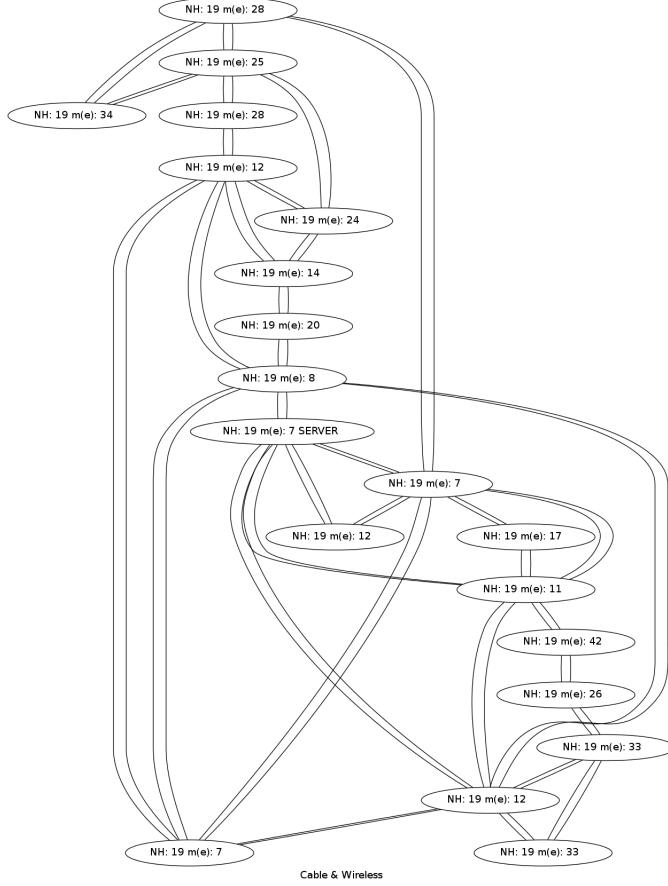 NH: 19 m(e): 28
NH: 19 m(e): 25
NH: 19 m(e): 34
NH: 19 m(e): 28
NH: 19 m(e): 12
NH: 19 m(e): 24
NH: 19 m(e): 14
NH: 19 m(e): 20
NH: 19 m(e): 8
NH: 19 m(e): 7 SERVER
NH: 19 m(e): 7
NH: 19 m(e): 12
NH: 19 m(e): 17
NH: 19 m(e): 11
NH: 19 m(e): 42
NH: 19 m(e): 26
NH: 19 m(e): 33
NH: 19 m(e): 12
NH: 19 m(e): 7
NH: 19 m(e): 33
Cable & Wireless